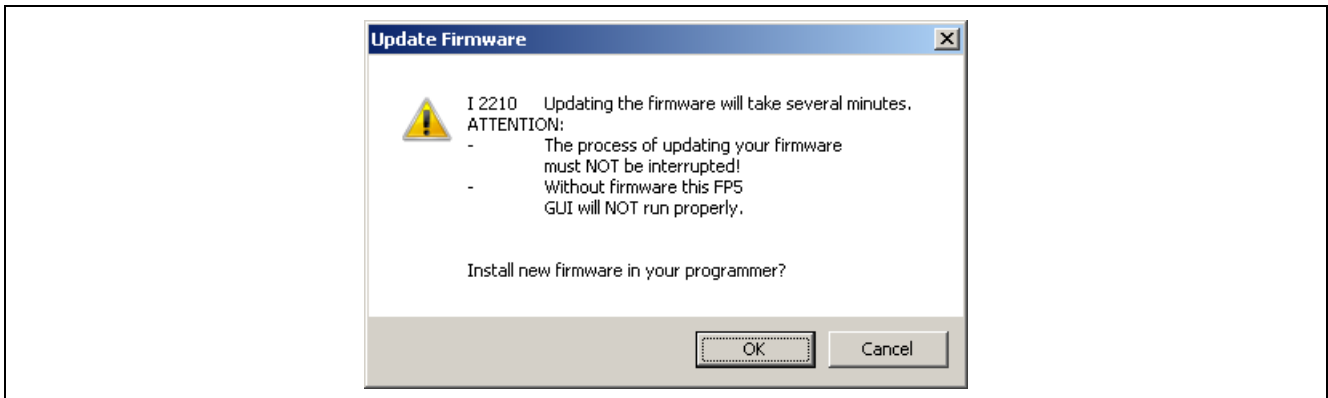 Update Firmware
I 2210 Updating the firmware will take several minutes.
ATTENTION:
- The process of updating your firmware
must NOT be interrupted!
- Without firmware this FP5
GUI will NOT run properly.
Install new firmware in your programmer?
OK Cancel